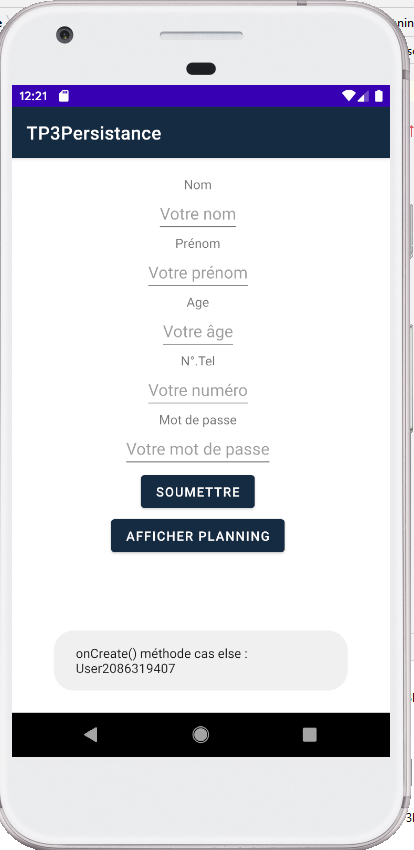 12:21
TP3Persistance
Nom
Votre nom
Prénom
Votre prénom
Age
Votre âge
N°.Tel
Votre numéro
Mot de passe
Votre mot de passe
SOUMETTRE
AFFICHER PLANNING
onCreate() méthode cas else :
User2086319407